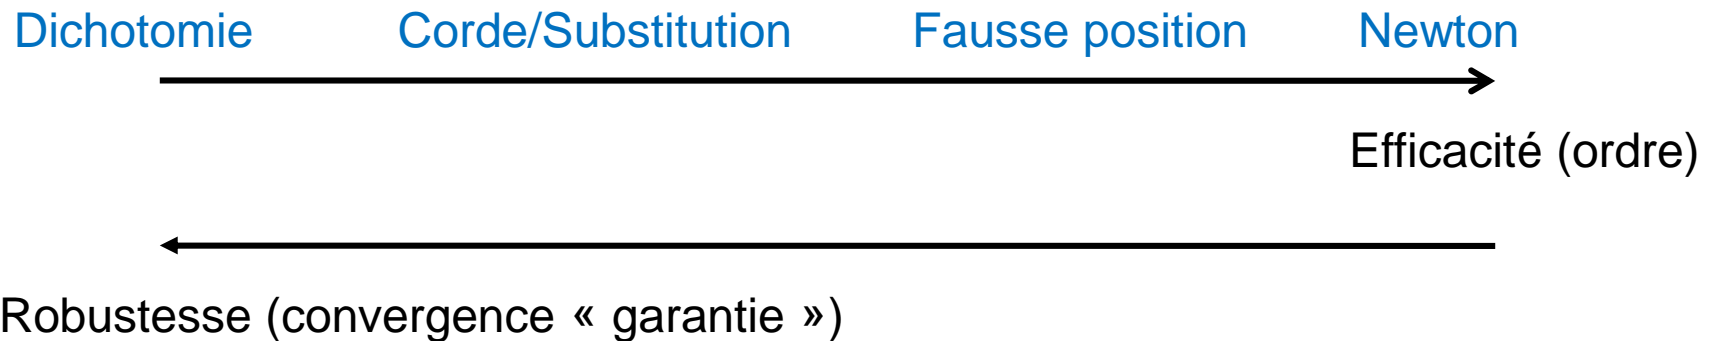 Dichotomie Corde/Substitution Fausse position Newton
Efficacité (ordre)
Robustesse (convergence « garantie »)